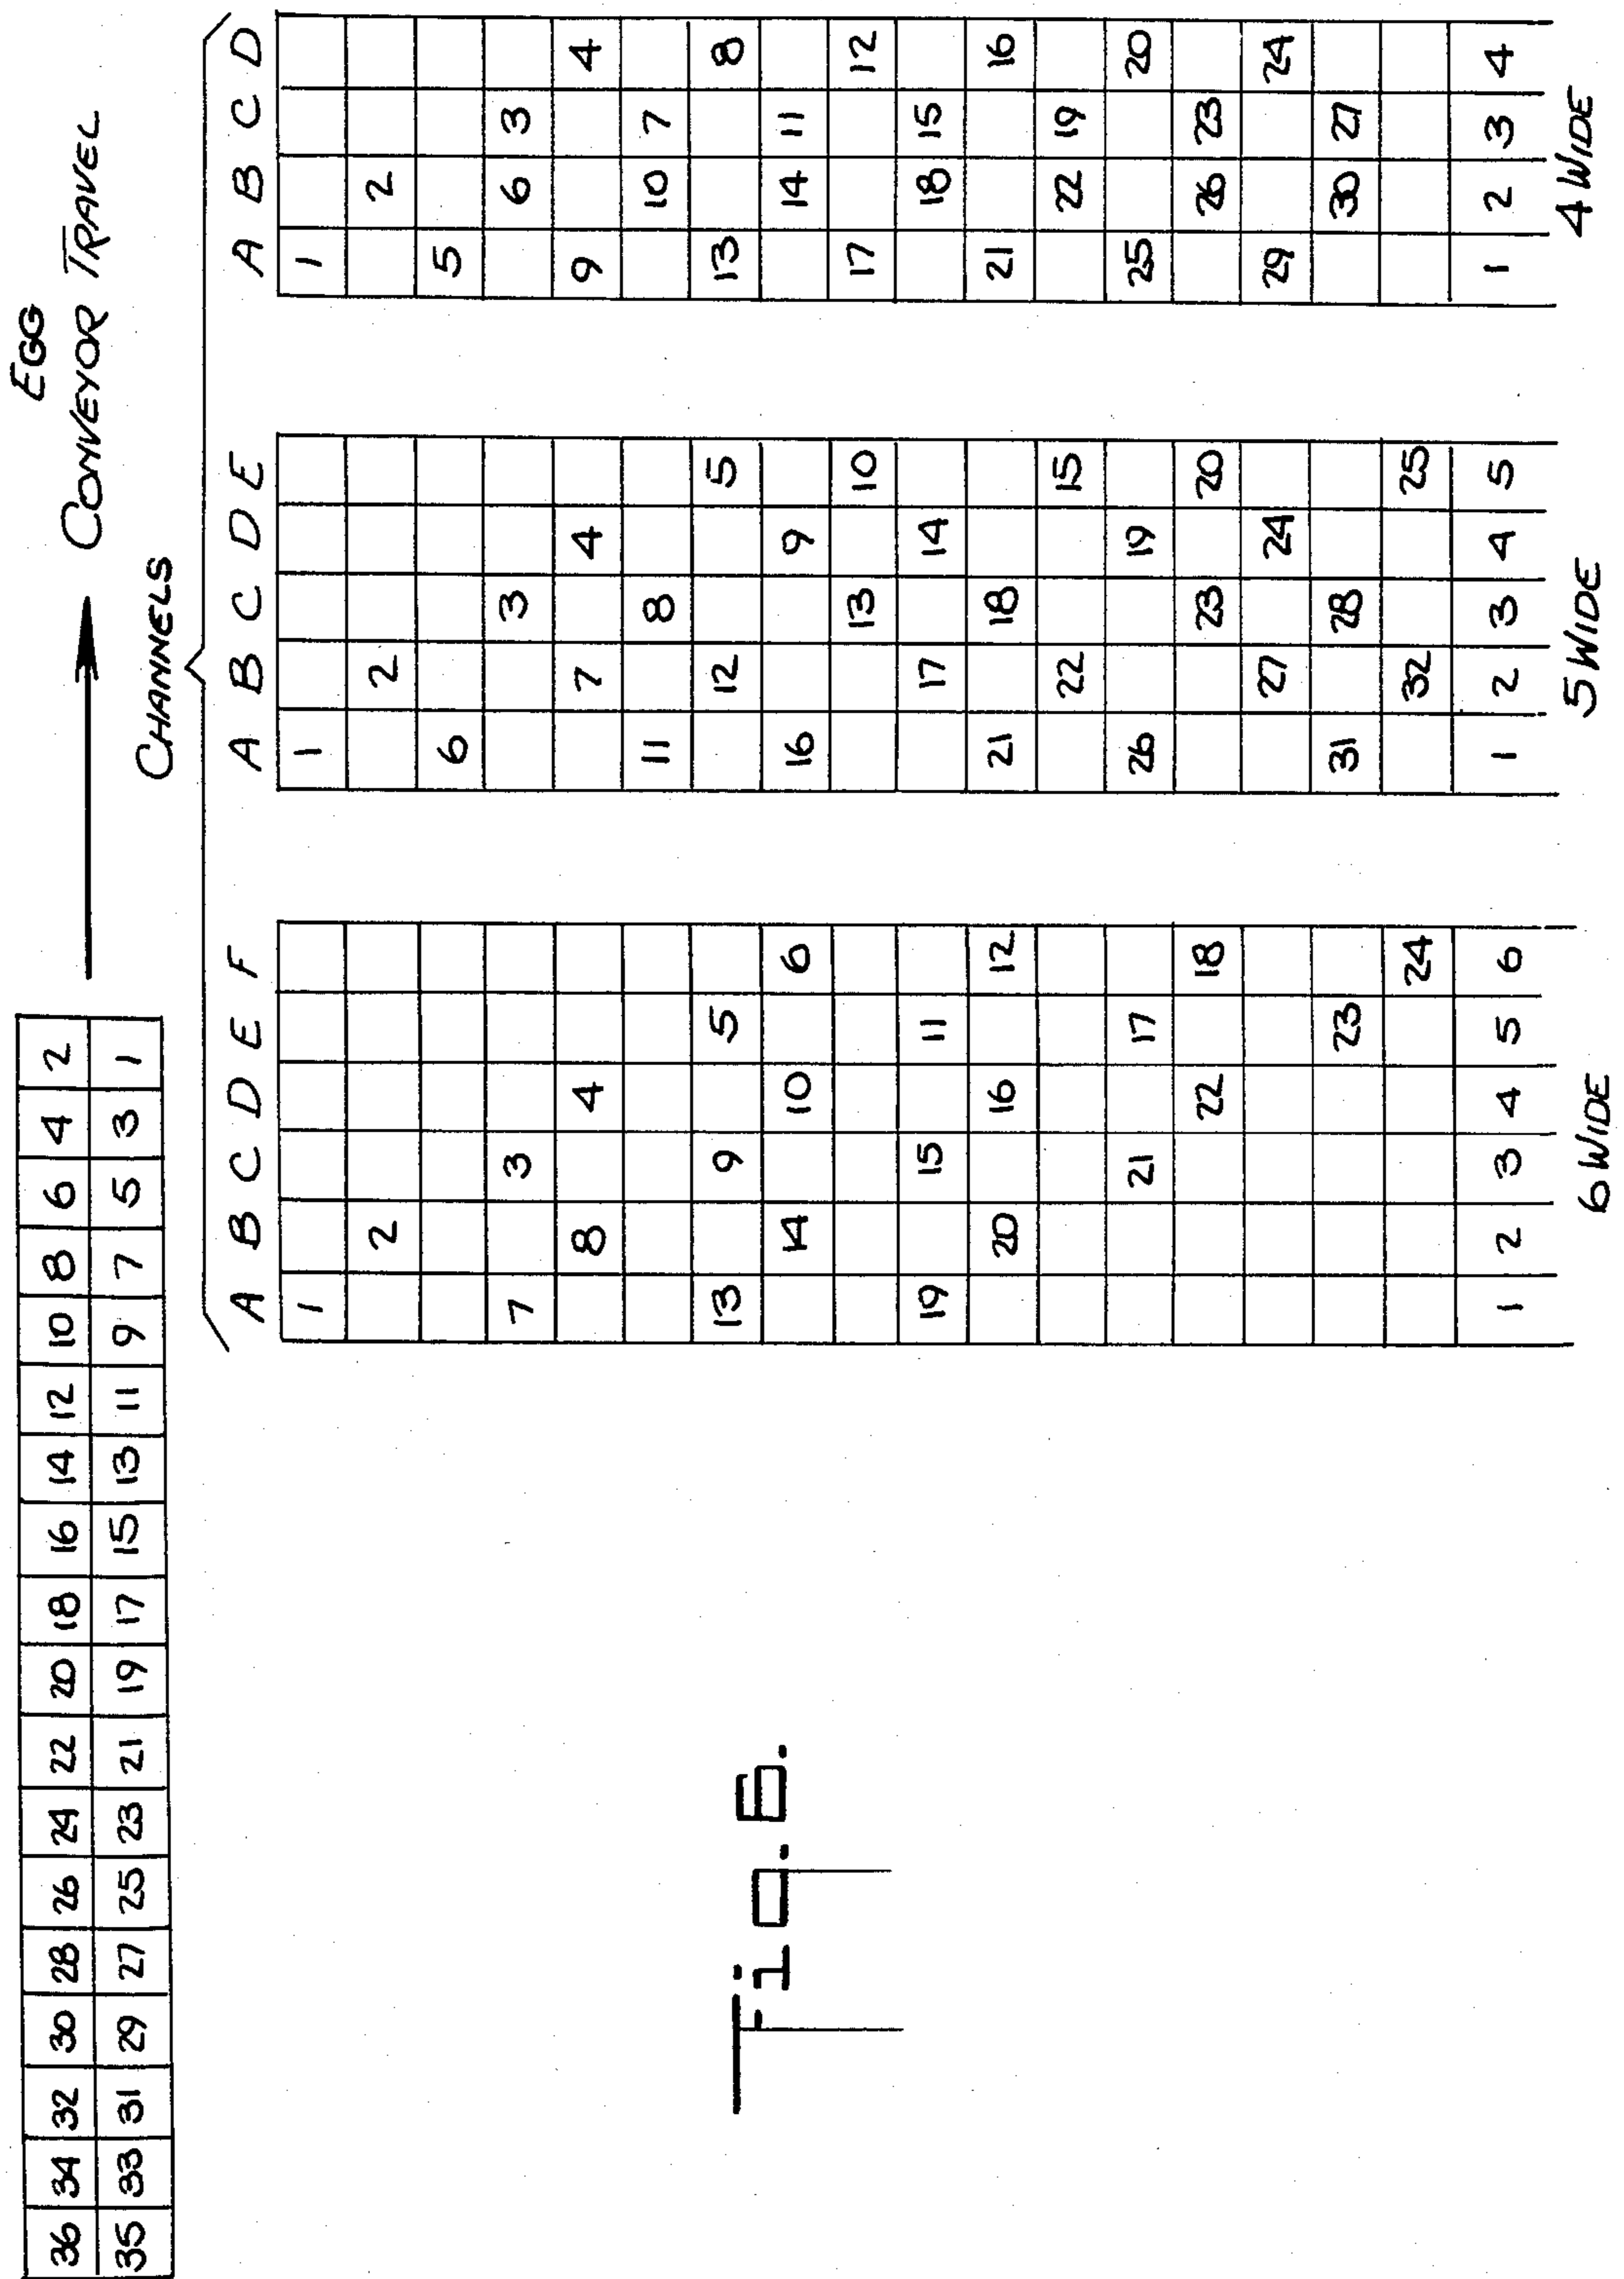 36 34 32 30 28 26 24 22 20 18 16 14 12 10 8 6 4 2
35 33 31 29 27 25 23 21 19 17 15 13 11 9 7 5 3 1
EGG
CONVEYOR TRAVEL
CHANNELS
A B C D E F A B C D E A B C D
1 1 1
2 2 2
6 5
7 3 3 6 3
8 4 7 4 9 4
11 8 10 7
13 9 5 12 5 13 8
14 10 6 16 9 14 11
13 10 17 12
19 15 11 17 14 18 15
20 16 12 21 18 21 16
22 15 22 19
21 17 26 19 25 20
22 18 23 20 26 23
27 24 29 24
23 31 28 30 27
24 32 25
1 2 3 4 5 6 1 2 3 4 5 1 2 3 4
6 WIDE 5 WIDE 4 WIDE
Fig. 6.